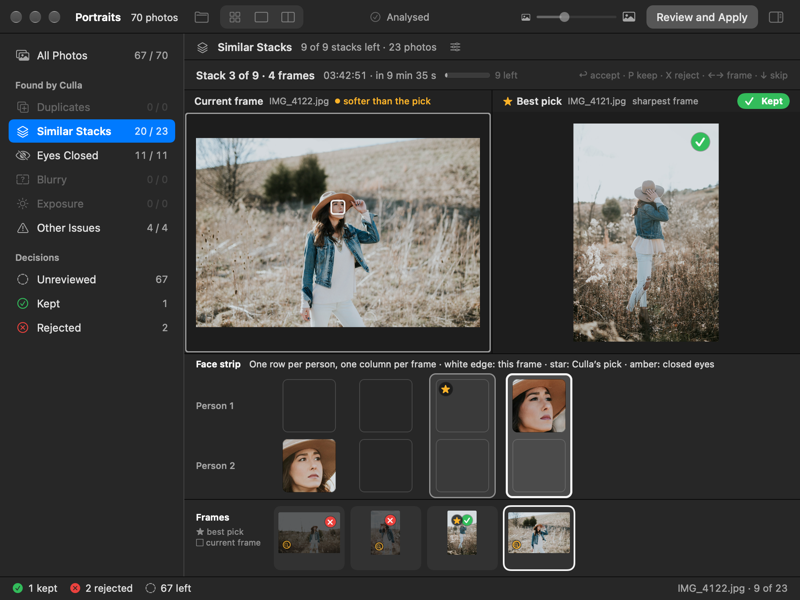 Portraits 70 photos
Analysed
Review and Apply
All Photos 67 / 70
Found by Culla
Duplicates 0 / 0
Similar Stacks 20 / 23
Eyes Closed 11 / 11
Blurry 0 / 0
Exposure 0 / 0
Other Issues 4 / 4
Decisions
Unreviewed 67
Kept 1
Rejected 2
Similar Stacks 9 of 9 stacks left · 23 photos
Stack 3 of 9 · 4 frames 03:42:51 · in 9 min 35 s 9 left
↩ accept · P keep · X reject · ←→ frame · ↓ skip
Current frame IMG_4122.jpg softer than the pick
Best pick IMG_4121.jpg sharpest frame Kept
Face strip One row per person, one column per frame · white edge: this frame · star: Culla's pick · amber: closed eyes
Person 1
Person 2
Frames
best pick
current frame
1 kept 2 rejected 67 left
IMG_4122.jpg · 9 of 23